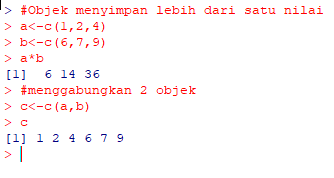 > #Objek menyimpan lebih dari satu nilai
> a<-c(1,2,4)
> b<-c(6,7,9)
> a*b
[1]  6 14 36
> #menggabungkan 2 objek
> c<-c(a,b)
> c
[1] 1 2 4 6 7 9
>